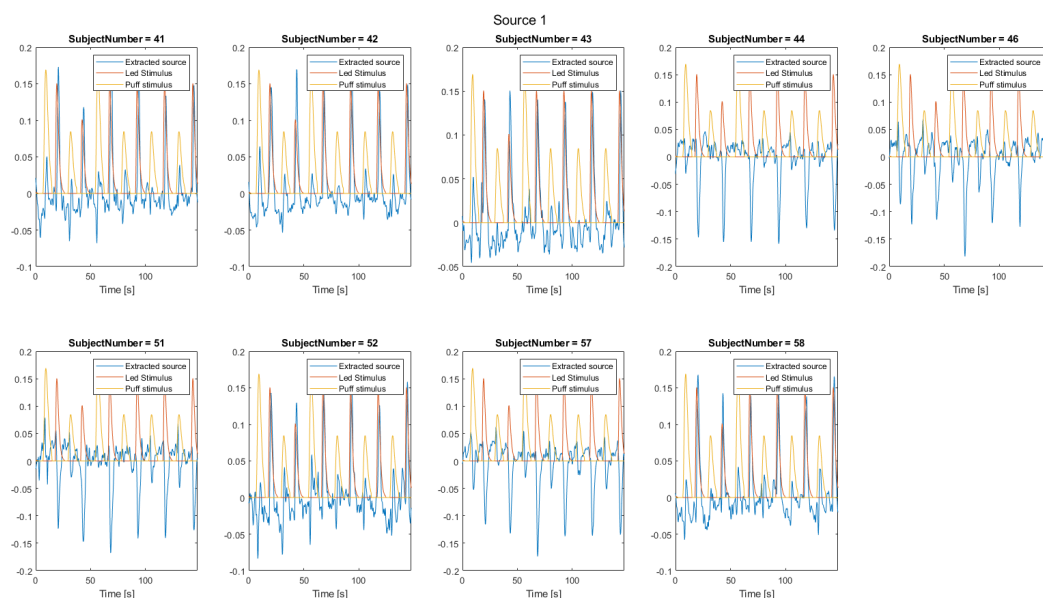 Source 1
SubjectNumber = 41
0.2
0.15
0.1
0.05
0
-0.05
-0.1
0 50 100
Time [s]
Extracted source
Led Stimulus
Puff stimulus
SubjectNumber = 42
0.2
0.15
0.1
0.05
0
-0.05
-0.1
0 50 100
Time [s]
Extracted source
Led Stimulus
Puff stimulus
SubjectNumber = 43
0.2
0.15
0.1
0.05
0
-0.05
0 50 100
Time [s]
Extracted source
Led Stimulus
Puff stimulus
SubjectNumber = 44
0.2
0.15
0.1
0.05
0
-0.05
-0.1
-0.15
-0.2
0 50 100
Time [s]
Extracted source
Led Stimulus
Puff stimulus
SubjectNumber = 46
0.2
0.15
0.1
0.05
0
-0.05
-0.1
-0.15
-0.2
0 50 100
Time [s]
Extracted source
Led Stimulus
Puff stimulus
SubjectNumber = 51
0.2
0.15
0.1
0.05
0
-0.05
-0.1
-0.15
-0.2
0 50 100
Time [s]
Extracted source
Led Stimulus
Puff stimulus
SubjectNumber = 52
0.2
0.15
0.1
0.05
0
-0.05
-0.1
0 50 100
Time [s]
Extracted source
Led Stimulus
Puff stimulus
SubjectNumber = 57
0.2
0.15
0.1
0.05
0
-0.05
-0.1
-0.15
-0.2
0 50 100
Time [s]
Extracted source
Led Stimulus
Puff stimulus
SubjectNumber = 58
0.2
0.15
0.1
0.05
0
-0.05
-0.1
0 50 100
Time [s]
Extracted source
Led Stimulus
Puff stimulus